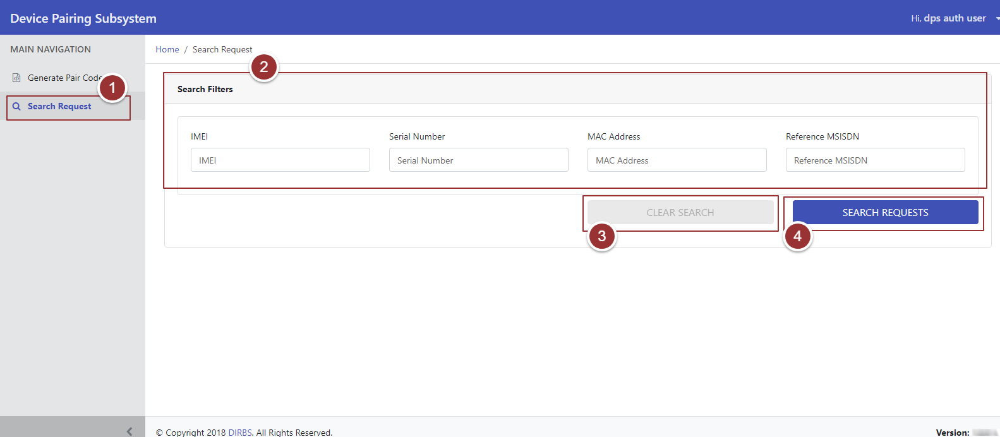 Device Pairing Subsystem
Hi, dps auth user
MAIN NAVIGATION
Home / Search Request
Generate Pair Code
1
2
Search Request
Search Filters
IMEI
Serial Number
MAC Address
Reference MSISDN
IMEI
Serial Number
MAC Address
Reference MSISDN
CLEAR SEARCH
SEARCH REQUESTS
3
4
© Copyright 2018 DIRBS. All Rights Reserved.
Version: